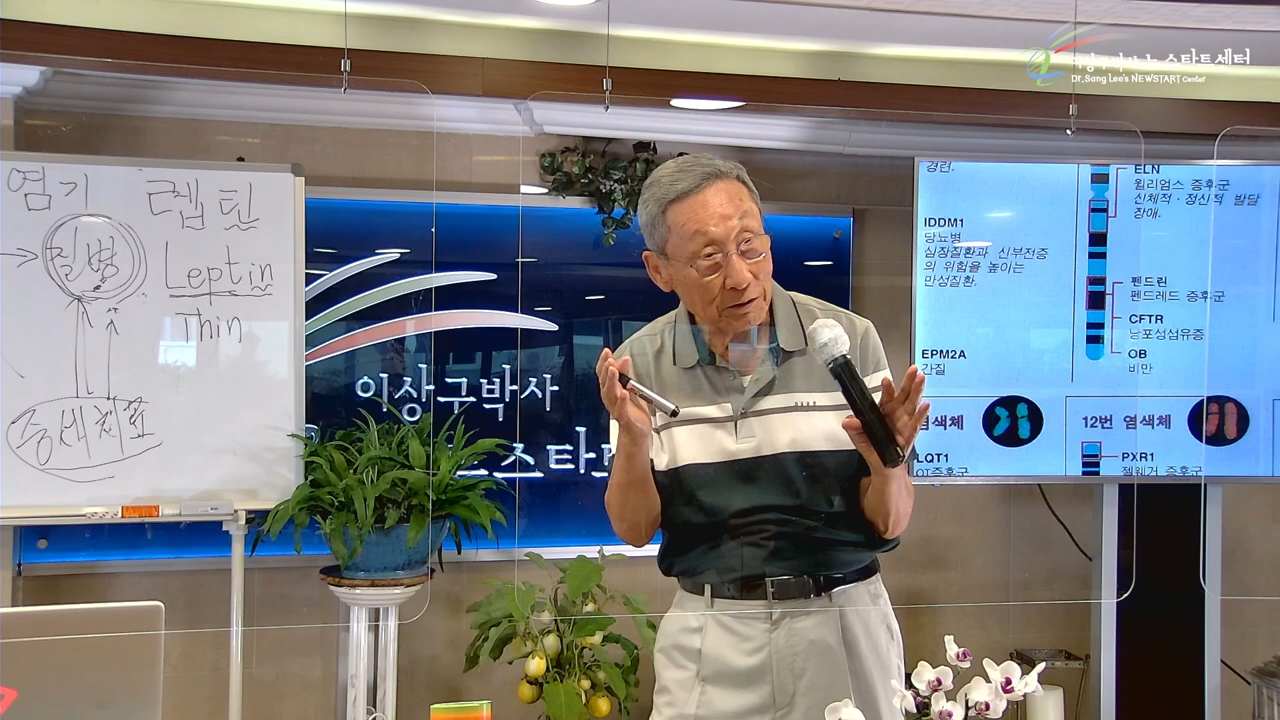 뉴스타트센터
Dr. Sang Lee's NEWSTART Center
염기 렙틴
질병
Leptin
Thin
이상구박사
스타트
경련.
IDDM1
당뇨병
심장질환과 신부전증
의 위험을 높이는
만성질환.
EPM2A
간질
ELN
윌리엄스 증후군
신체적·정신적 발달
장애.
펜드린
펜드레드 증후군
CFTR
낭포성섬유증
OB
비만
염색체
LQT1
QT증후군
12번 염색체
PXR1
젤웨거 증후군